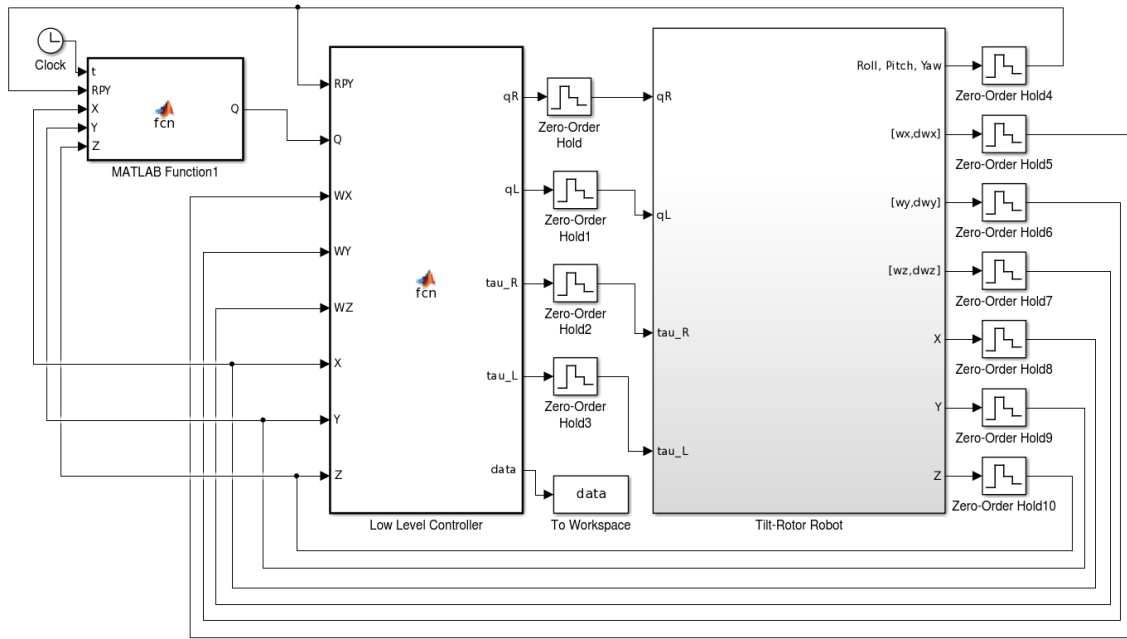 Clock
t
RPY
X
Y
Z
fcn
Q
MATLAB Function1
RPY
Q
WX
WY
WZ
X
Y
Z
fcn
qR
qL
tau_R
tau_L
data
Low Level Controller
Zero-Order
Hold
Zero-Order
Hold1
Zero-Order
Hold2
Zero-Order
Hold3
data
To Workspace
qR
qL
tau_R
tau_L
Roll, Pitch, Yaw
[wx,dwx]
[wy,dwy]
[wz,dwz]
X
Y
Z
Tilt-Rotor Robot
Zero-Order Hold4
Zero-Order Hold5
Zero-Order Hold6
Zero-Order Hold7
Zero-Order Hold8
Zero-Order Hold9
Zero-Order Hold10